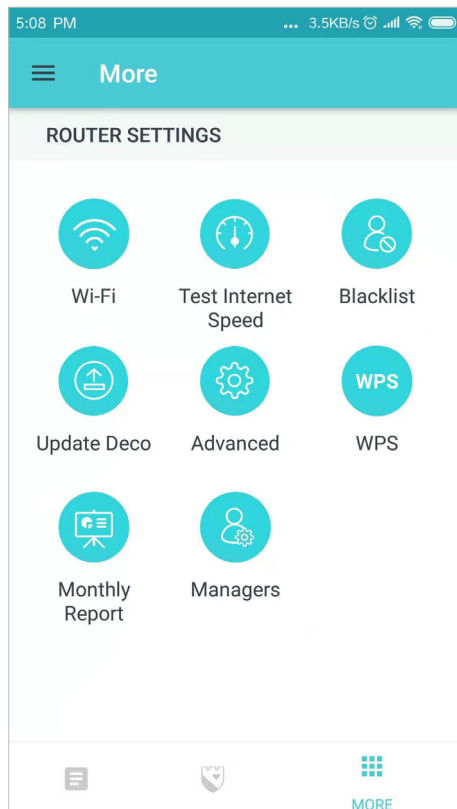 5:08 PM ... 3.5KB/s
More
ROUTER SETTINGS
Wi-Fi Test Internet Blacklist
Speed
WPS
Update Deco Advanced WPS
Monthly Managers
Report
MORE